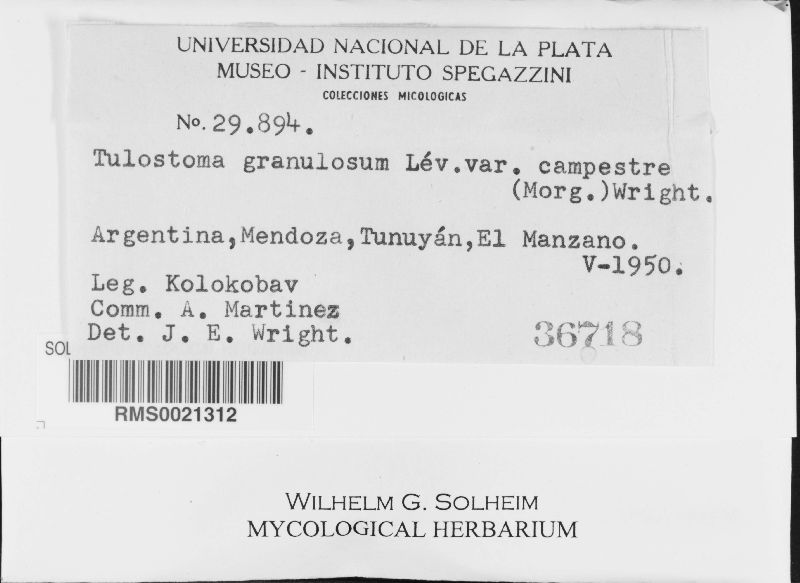 UNIVERSIDAD NACIONAL DE LA PLATA
MUSEO - INSTITUTO SPEGAZZINI
COLECCIONES MICOLOGICAS
No. 29.894.
Tulostoma granulosum Lév.var. campestre
(Morg.)Wright.
Argentina,Mendoza,Tunuyán,El Manzano.
V-1950.
Leg. Kolokobav
Comm. A. Martinez
Det. J. E. Wright.
36718
SOL
RMS0021312
WILHELM G. SOLHEIM
MYCOLOGICAL HERBARIUM